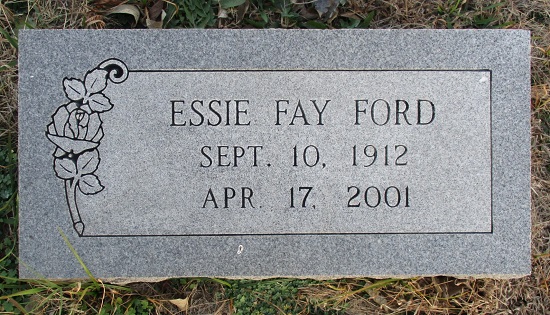 ESSIE FAY FORD
SEPT. 10, 1912
APR. 17, 2001